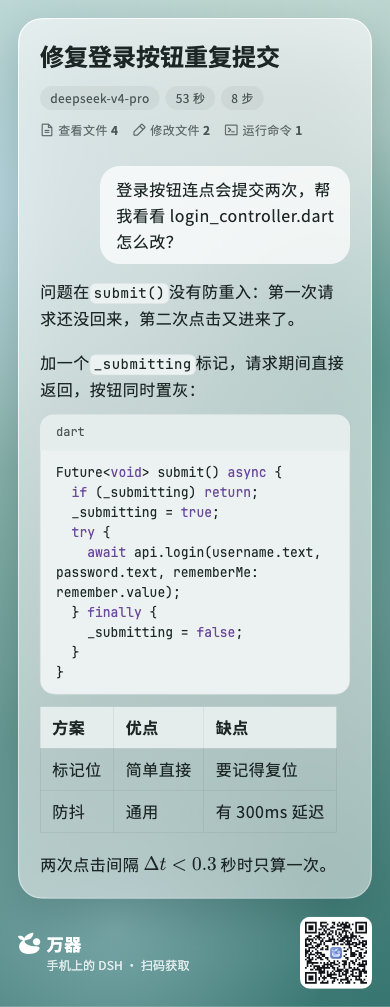 修复登录按钮重复提交
deepseek-v4-pro 53 秒 8 步
查看文件 4 修改文件 2 运行命令 1
登录按钮连点会提交两次，帮
我看看 login_controller.dart
怎么改？
问题在 submit() 没有防重入：第一次请
求还没回来，第二次点击又进来了。
加一个 _submitting 标记，请求期间直接
返回，按钮同时置灰：
dart
Future<void> submit() async {
  if (_submitting) return;
  _submitting = true;
  try {
    await api.login(username.text,
password.text, rememberMe:
remember.value);
  } finally {
    _submitting = false;
  }
}
方案 优点 缺点
标记位 简单直接 要记得复位
防抖 通用 有 300ms 延迟
两次点击间隔 Δt < 0.3 秒时只算一次。
万器
手机上的 DSH · 扫码获取